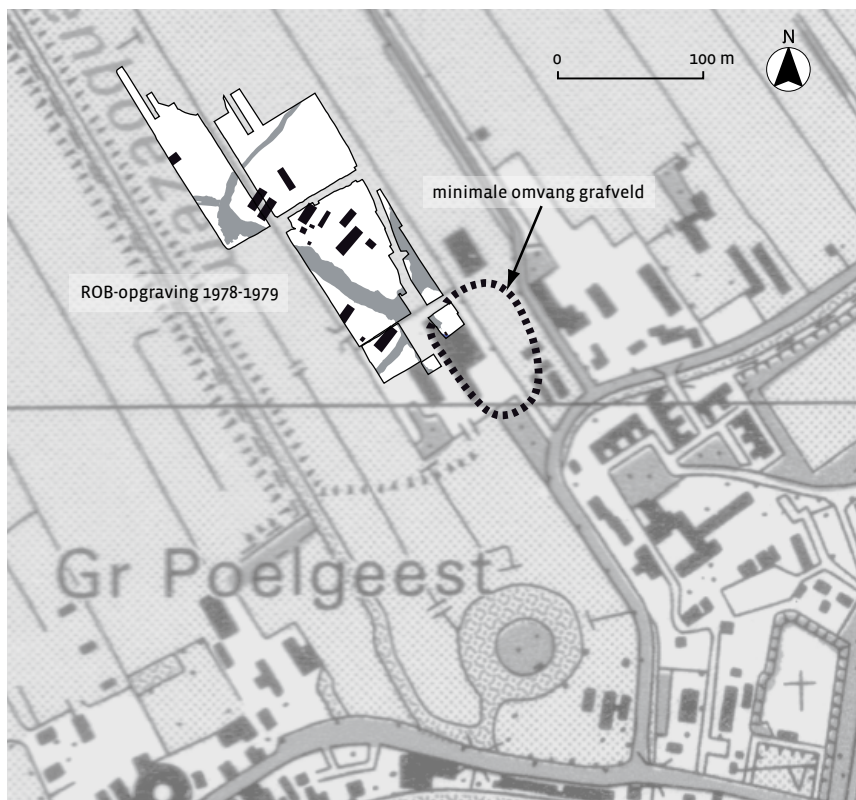 N
0 100 m
minimale omvang grafveld
ROB-opgraving 1978-1979
Gr Poelgeest